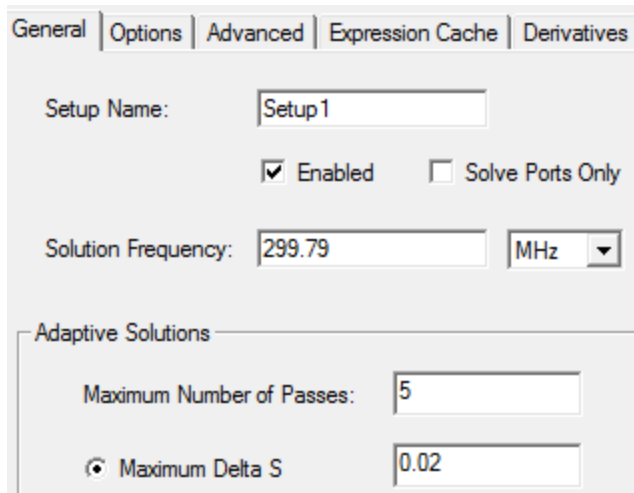 General Options Advanced Expression Cache Derivatives
Setup Name: Setup1
Enabled Solve Ports Only
Solution Frequency: 299.79 MHz
Adaptive Solutions
Maximum Number of Passes: 5
Maximum Delta S 0.02